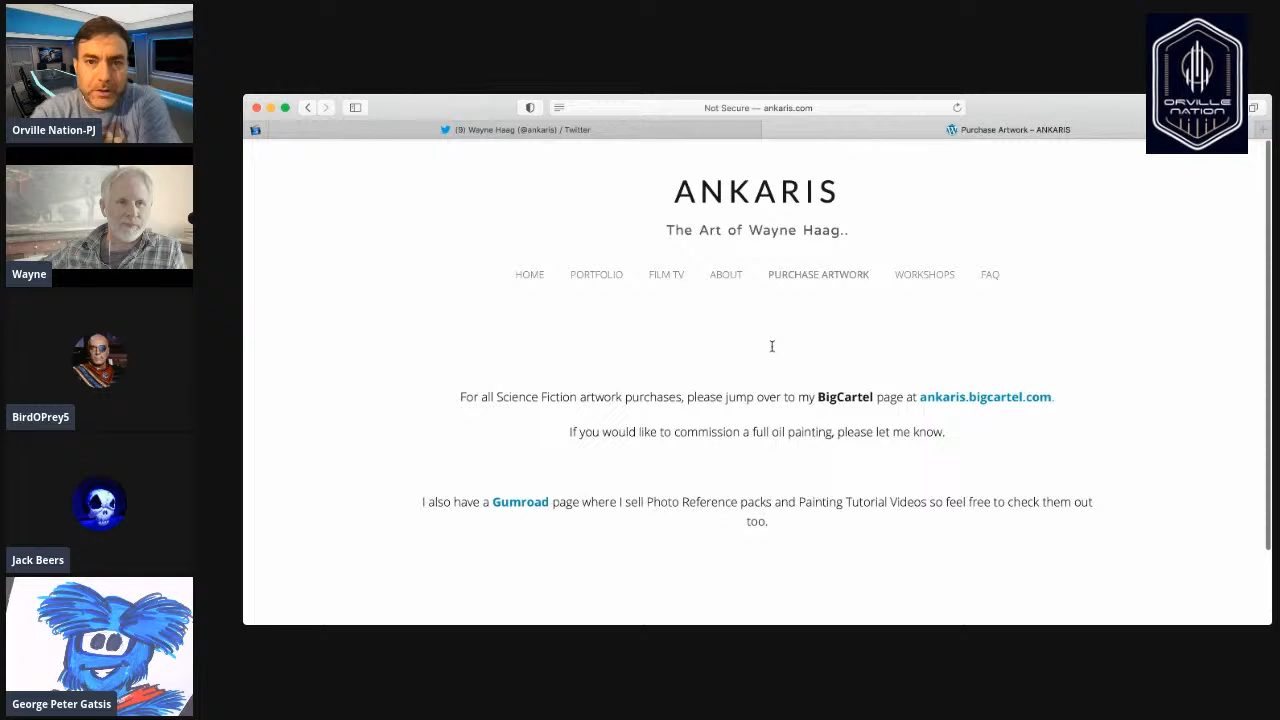 Orville Nation-PJ
Wayne
BirdOPrey5
Jack Beers
George Peter Gatsis
ORVILLE
NATION
Not Secure — ankaris.com
(9) Wayne Haag (@ankaris) / Twitter
Purchase Artwork – ANKARIS
ANKARIS
The Art of Wayne Haag..
HOME PORTFOLIO FILM TV ABOUT PURCHASE ARTWORK WORKSHOPS FAQ
For all Science Fiction artwork purchases, please jump over to my BigCartel page at ankaris.bigcartel.com.
If you would like to commission a full oil painting, please let me know.
I also have a Gumroad page where I sell Photo Reference packs and Painting Tutorial Videos so feel free to check them out
too.